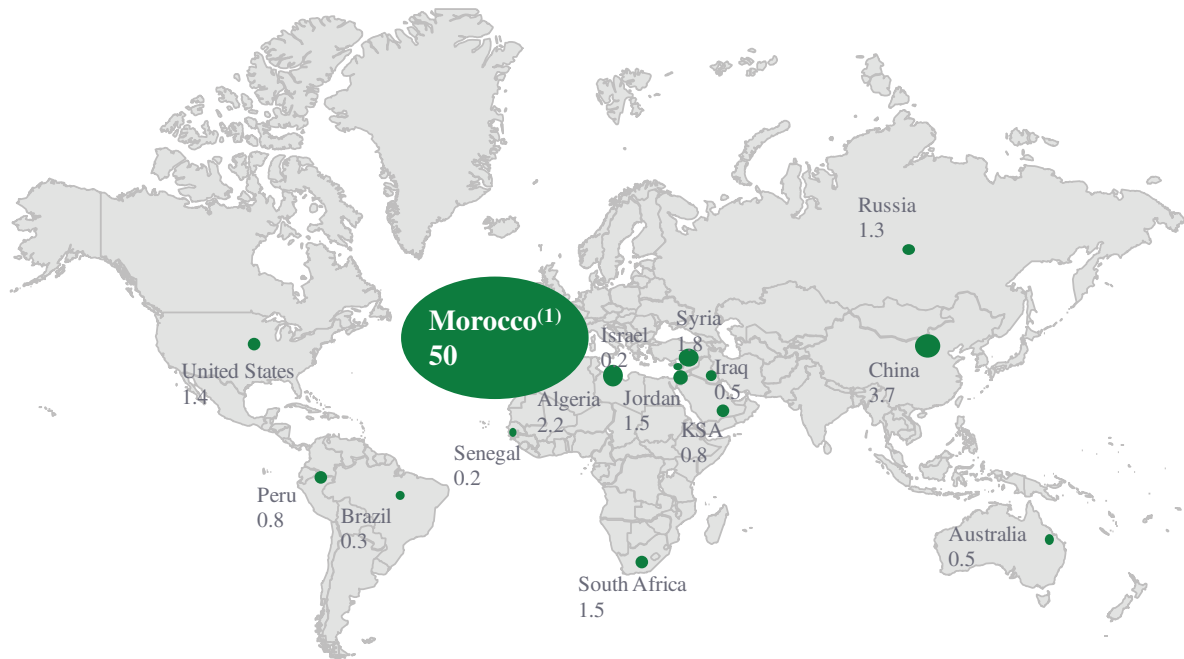 Russia
1.3
Morocco(1)
50
Syria
1.8
Israel
0.2
United States
1.4
Iraq
0.5
China
3.7
Algeria
2.2
Jordan
1.5
KSA
0.8
Senegal
0.2
Peru
0.8
Brazil
0.3
Australia
0.5
South Africa
1.5